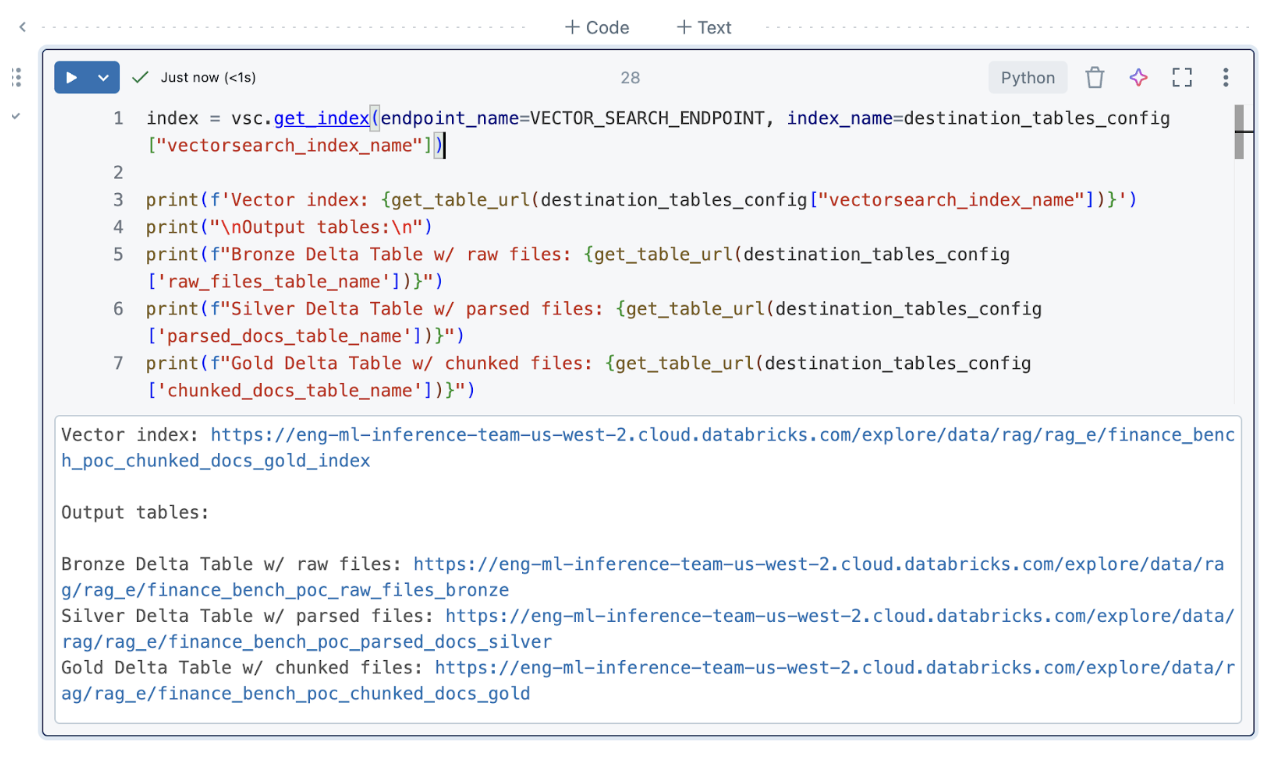 + Code + Text
Just now (<1s)
28
Python
1 index = vsc.get_index(endpoint_name=VECTOR_SEARCH_ENDPOINT, index_name=destination_tables_config
["vectorsearch_index_name"])
2
3 print(f'Vector index: {get_table_url(destination_tables_config["vectorsearch_index_name"])}')
4 print("\nOutput tables:\n")
5 print(f"Bronze Delta Table w/ raw files: {get_table_url(destination_tables_config
['raw_files_table_name'])}")
6 print(f"Silver Delta Table w/ parsed files: {get_table_url(destination_tables_config
['parsed_docs_table_name'])}")
7 print(f"Gold Delta Table w/ chunked files: {get_table_url(destination_tables_config
['chunked_docs_table_name'])}")
Vector index: https://eng-ml-inference-team-us-west-2.cloud.databricks.com/explore/data/rag/rag_e/finance_benc
h_poc_chunked_docs_gold_index
Output tables:
Bronze Delta Table w/ raw files: https://eng-ml-inference-team-us-west-2.cloud.databricks.com/explore/data/ra
g/rag_e/finance_bench_poc_raw_files_bronze
Silver Delta Table w/ parsed files: https://eng-ml-inference-team-us-west-2.cloud.databricks.com/explore/data/
rag/rag_e/finance_bench_poc_parsed_docs_silver
Gold Delta Table w/ chunked files: https://eng-ml-inference-team-us-west-2.cloud.databricks.com/explore/data/r
ag/rag_e/finance_bench_poc_chunked_docs_gold